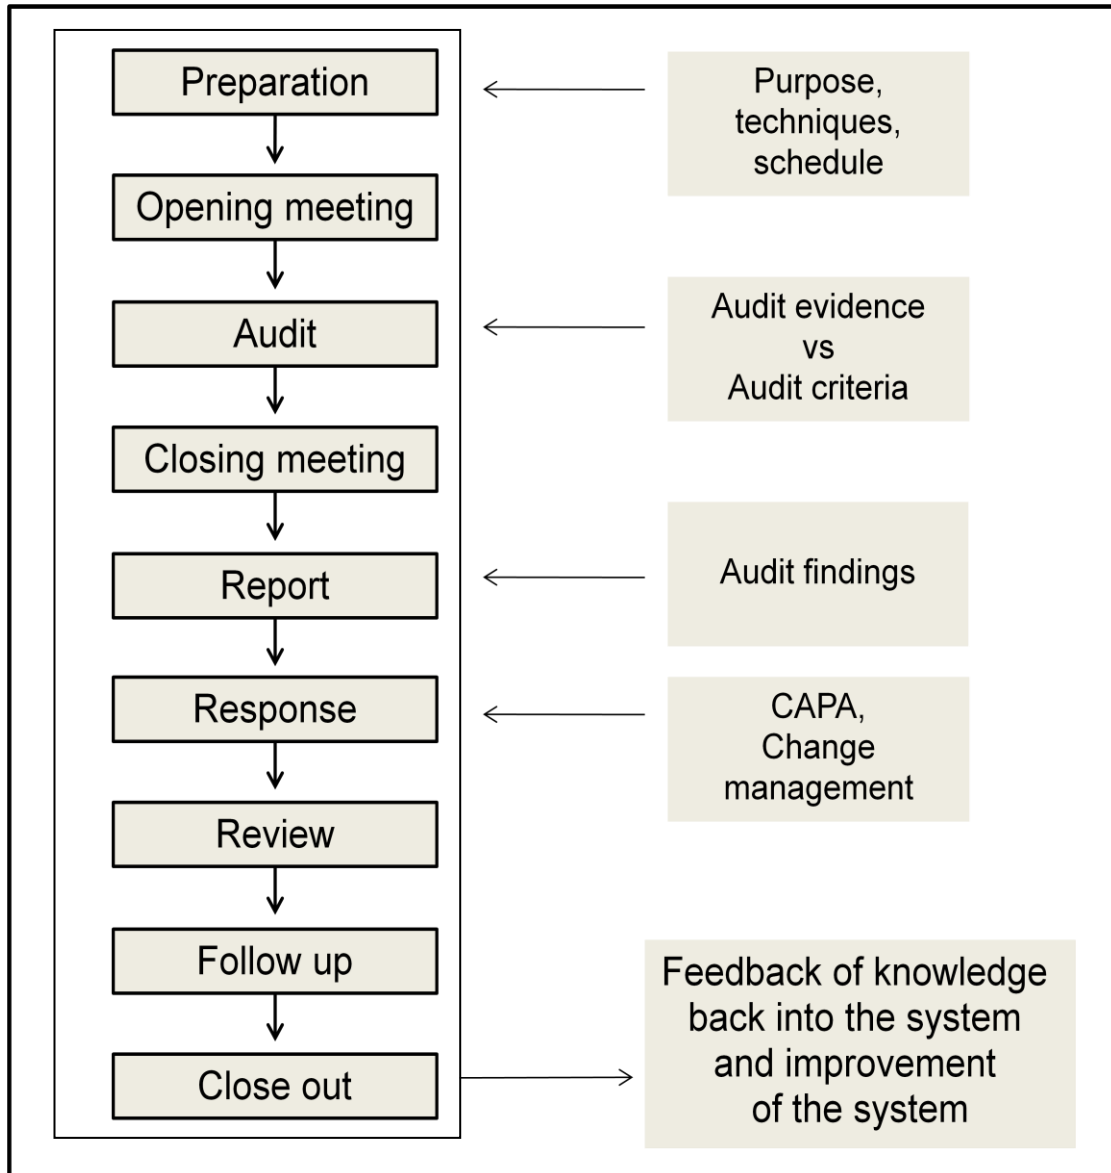 Preparation
Purpose,
techniques,
schedule
Opening meeting
Audit
Audit evidence
vs
Audit criteria
Closing meeting
Report
Audit findings
Response
CAPA,
Change
management
Review
Follow up
Close out
Feedback of knowledge
back into the system
and improvement
of the system